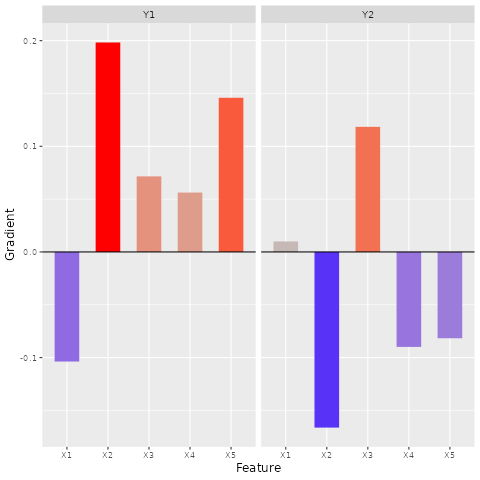 Y1 Y2
0.2
0.1
0.0
-0.1
Gradient
X1 X2 X3 X4 X5 X1 X2 X3 X4 X5
Feature